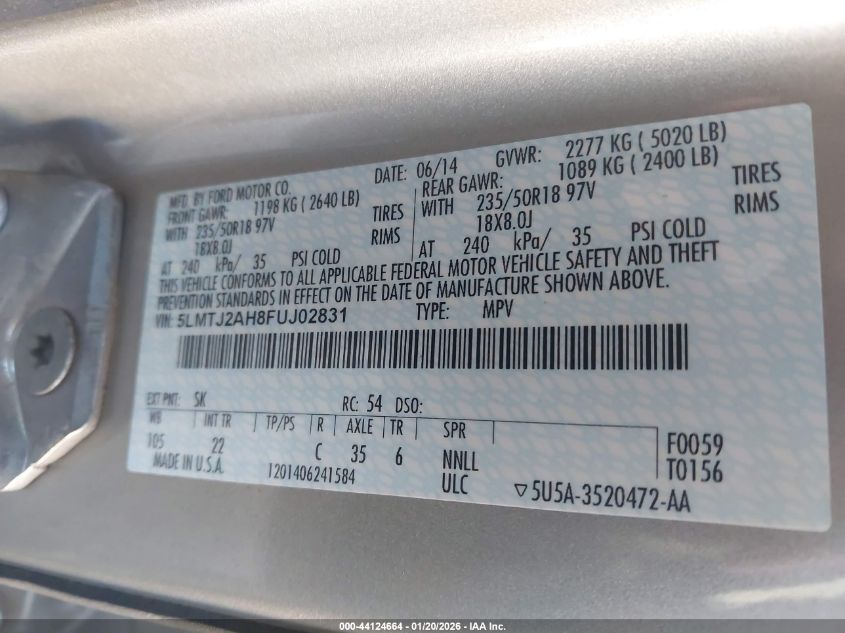 MFD. BY FORD MOTOR CO.
DATE: 06/14 GVWR: 2277 KG ( 5020 LB)
FRONT GAWR: 1198 KG ( 2640 LB) REAR GAWR: 1089 KG ( 2400 LB)
WITH 235/50R18 97V TIRES WITH 235/50R18 97V TIRES
18X8.0J RIMS 18X8.0J RIMS
AT 240 kPa/ 35 PSI COLD AT 240 kPa/ 35 PSI COLD
THIS VEHICLE CONFORMS TO ALL APPLICABLE FEDERAL MOTOR VEHICLE SAFETY AND THEFT
PREVENTION STANDARDS IN EFFECT ON THE DATE OF MANUFACTURE SHOWN ABOVE.
VIN: 5LMTJ2AH8FUJ02831 TYPE: MPV
EXT PNT: SK RC: 54 DSO:
WB INT TR TP/PS R AXLE TR SPR
105 22 C 35 6 NNLL
F0059
T0156
MADE IN U.S.A. 1201406241584 ULC
▽5U5A-3520472-AA
000-44124664 - 01/20/2026 - IAA Inc.